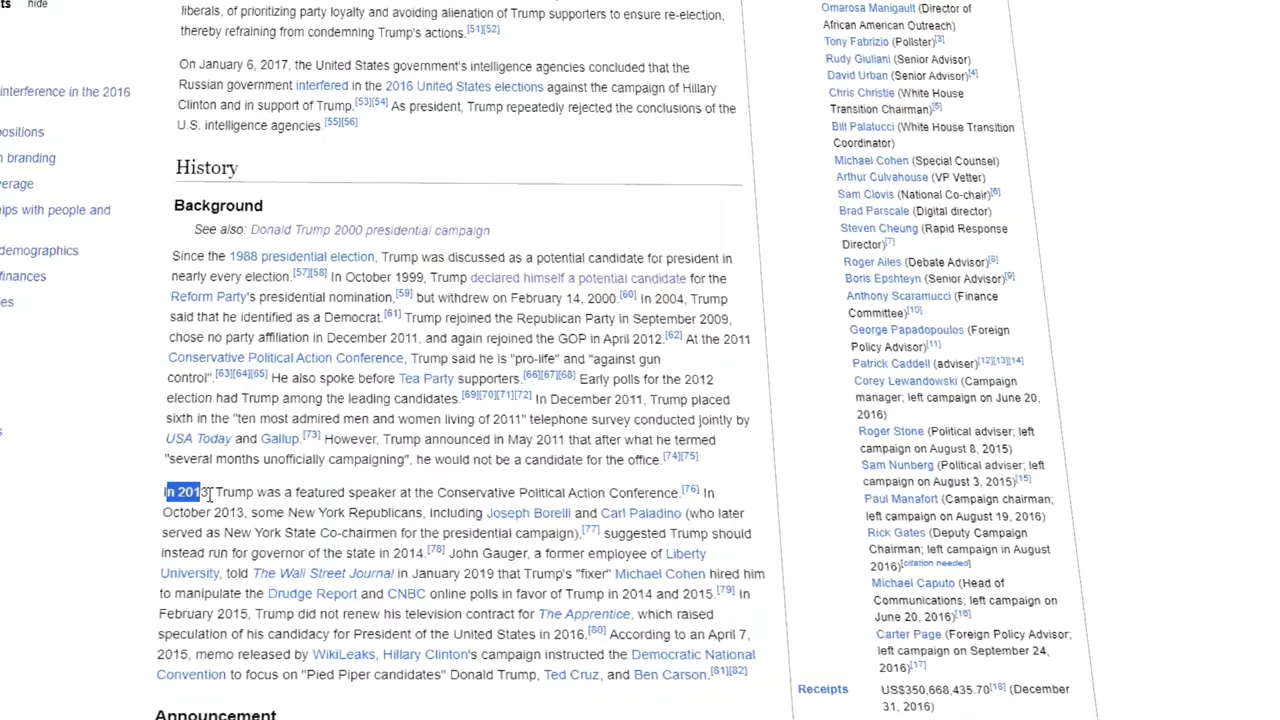 ts hide
interference in the 2016
ositions
n branding
verage
ips with people and
demographics
finances
es
s
liberals, of prioritizing party loyalty and avoiding alienation of Trump supporters to ensure re-election,
thereby refraining from condemning Trump's actions.[51][52]
On January 6, 2017, the United States government's intelligence agencies concluded that the
Russian government interfered in the 2016 United States elections against the campaign of Hillary
Clinton and in support of Trump.[53][54] As president, Trump repeatedly rejected the conclusions of the
U.S. intelligence agencies.[55][56]
History
Background
See also: Donald Trump 2000 presidential campaign
Since the 1988 presidential election, Trump was discussed as a potential candidate for president in
nearly every election.[57][58] In October 1999, Trump declared himself a potential candidate for the
Reform Party's presidential nomination,[59] but withdrew on February 14, 2000.[60] In 2004, Trump
said that he identified as a Democrat.[61] Trump rejoined the Republican Party in September 2009,
chose no party affiliation in December 2011, and again rejoined the GOP in April 2012.[62] At the 2011
Conservative Political Action Conference, Trump said he is "pro-life" and "against gun
control".[63][64][65] He also spoke before Tea Party supporters.[66][67][68] Early polls for the 2012
election had Trump among the leading candidates.[69][70][71][72] In December 2011, Trump placed
sixth in the "ten most admired men and women living of 2011" telephone survey conducted jointly by
USA Today and Gallup.[73] However, Trump announced in May 2011 that after what he termed
"several months unofficially campaigning", he would not be a candidate for the office.[74][75]
In 2013, Trump was a featured speaker at the Conservative Political Action Conference.[76] In
October 2013, some New York Republicans, including Joseph Borelli and Carl Paladino (who later
served as New York State Co-chairmen for the presidential campaign),[77] suggested Trump should
instead run for governor of the state in 2014.[78] John Gauger, a former employee of Liberty
University, told The Wall Street Journal in January 2019 that Trump's "fixer" Michael Cohen hired him
to manipulate the Drudge Report and CNBC online polls in favor of Trump in 2014 and 2015.[79] In
February 2015, Trump did not renew his television contract for The Apprentice, which raised
speculation of his candidacy for President of the United States in 2016.[80] According to an April 7,
2015, memo released by WikiLeaks, Hillary Clinton's campaign instructed the Democratic National
Convention to focus on "Pied Piper candidates" Donald Trump, Ted Cruz, and Ben Carson.[81][82]
Announcement
Omarosa Manigault (Director of
African American Outreach)
Tony Fabrizio (Pollster)[3]
Rudy Giuliani (Senior Advisor)
David Urban (Senior Advisor)[4]
Chris Christie (White House
Transition Chairman)[5]
Bill Palatucci (White House Transition
Coordinator)
Michael Cohen (Special Counsel)
Arthur Culvahouse (VP Vetter)
Sam Clovis (National Co-chair)[6]
Brad Parscale (Digital director)
Steven Cheung (Rapid Response
Director)[7]
Roger Ailes (Debate Advisor)[8]
Boris Epshteyn (Senior Advisor)[9]
Anthony Scaramucci (Finance
Committee)[10]
George Papadopoulos (Foreign
Policy Advisor)[11]
Patrick Caddell (adviser)[12][13][14]
Corey Lewandowski (Campaign
manager; left campaign on June 20,
2016)
Roger Stone (Political adviser; left
campaign on August 8, 2015)
Sam Nunberg (Political adviser; left
campaign on August 3, 2015)[15]
Paul Manafort (Campaign chairman;
left campaign on August 19, 2016)
Rick Gates (Deputy Campaign
Chairman; left campaign in August
2016)[citation needed]
Michael Caputo (Head of
Communications; left campaign on
June 20, 2016)[16]
Carter Page (Foreign Policy Advisor;
left campaign on September 24,
2016)[17]
Receipts US$350,668,435.70[18] (December
31, 2016)